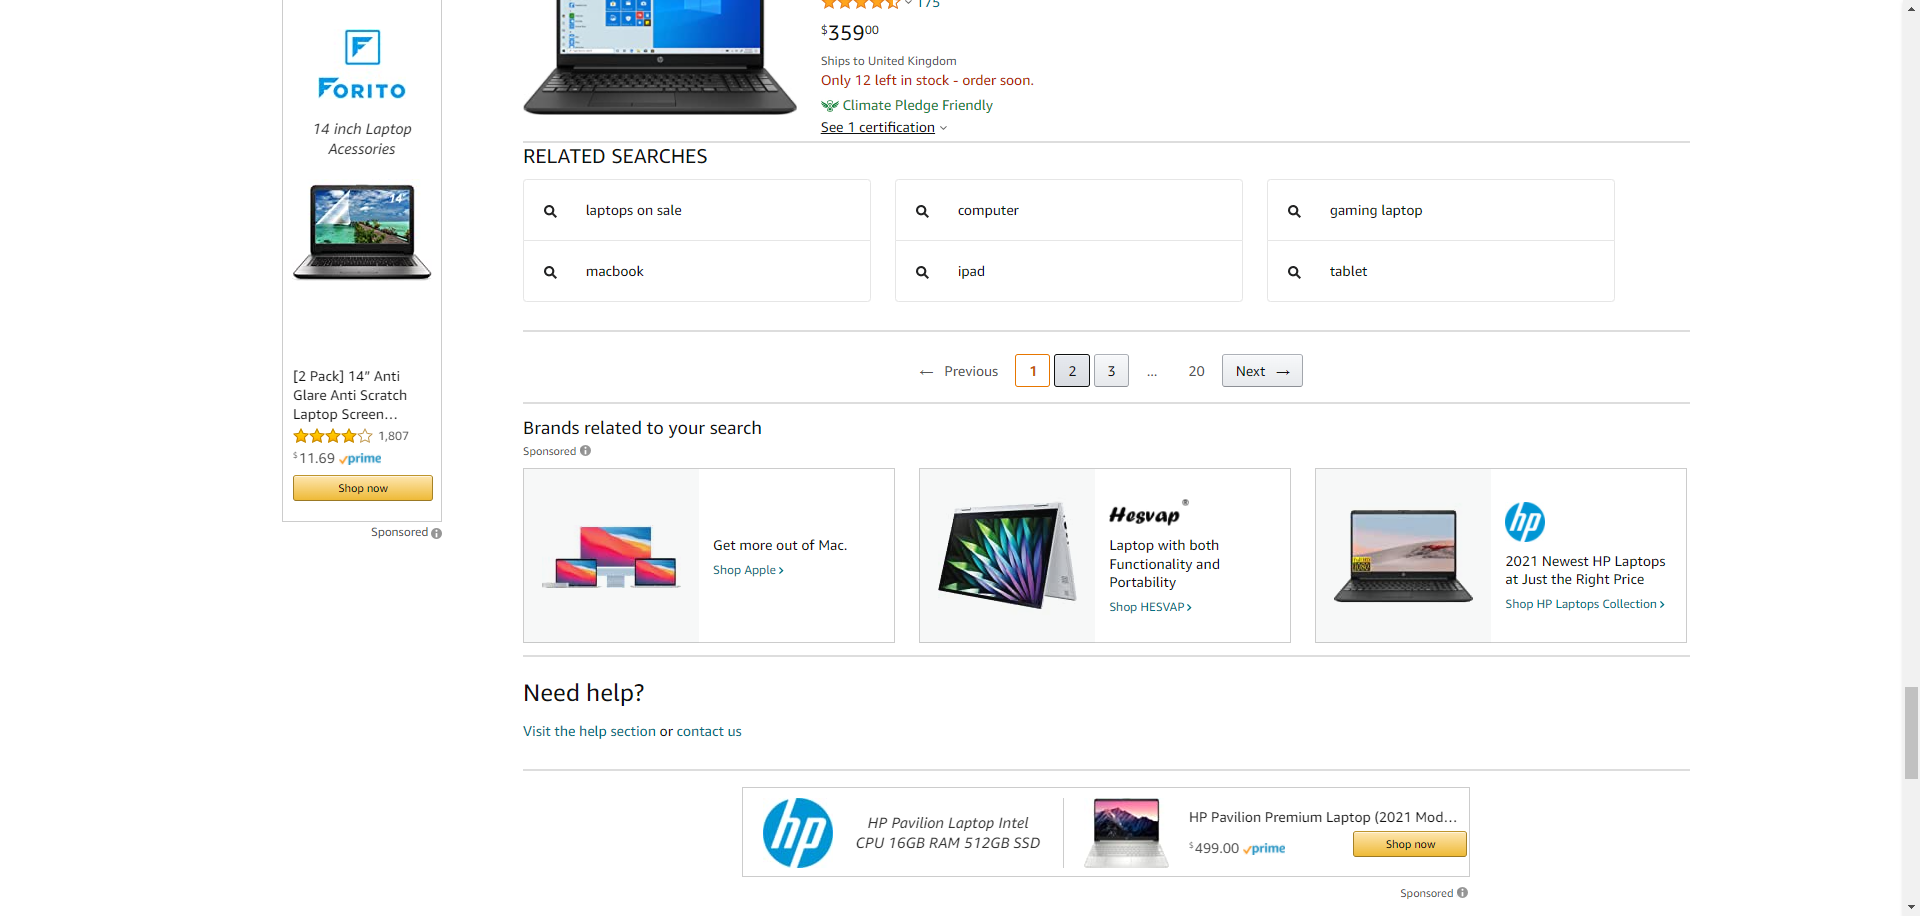 175
$359.00
Ships to United Kingdom
Only 12 left in stock - order soon.
Climate Pledge Friendly
See 1 certification
FORITO
14 inch Laptop
Acessories
14"
[2 Pack] 14" Anti
Glare Anti Scratch
Laptop Screen...
1,807
$11.69 prime
Shop now
Sponsored
RELATED SEARCHES
laptops on sale
computer
gaming laptop
macbook
ipad
tablet
← Previous 1 2 3 ... 20 Next →
Brands related to your search
Sponsored
Get more out of Mac.
Shop Apple ›
Hesvap®
Laptop with both
Functionality and
Portability
Shop HESVAP ›
hp
2021 Newest HP Laptops
at Just the Right Price
Shop HP Laptops Collection ›
Need help?
Visit the help section or contact us
hp
HP Pavilion Laptop Intel
CPU 16GB RAM 512GB SSD
HP Pavilion Premium Laptop (2021 Mod...
$499.00 prime
Shop now
Sponsored